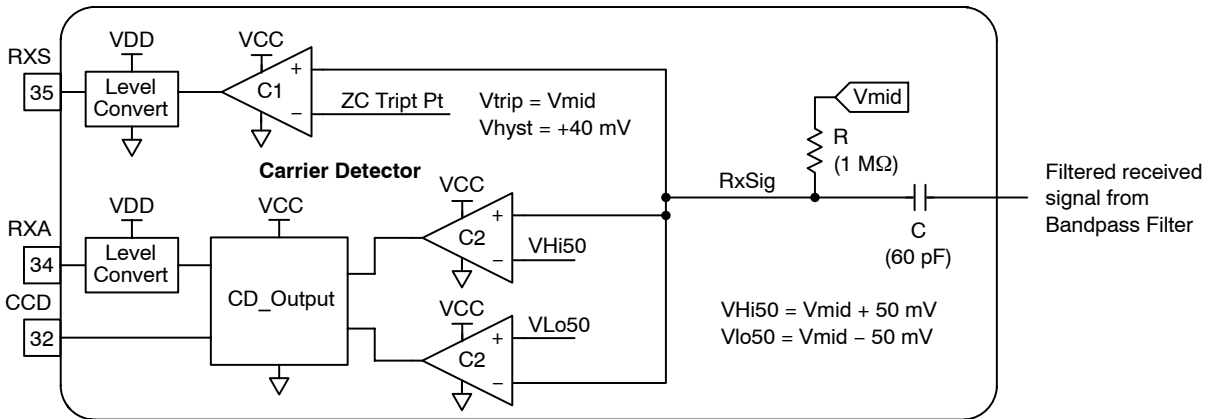 RXS
35
VDD
Level
Convert
VCC
+
C1
−
ZC Tript Pt
Vtrip = Vmid
Vhyst = +40 mV
Vmid
R
(1 MΩ)
RxSig
C
(60 pF)
Filtered received
signal from
Bandpass Filter
Carrier Detector
RXA
34
VDD
Level
Convert
VCC
CD_Output
VCC
+
C2
−
VHi50
CCD
32
VCC
+
C2
−
VLo50
VHi50 = Vmid + 50 mV
Vlo50 = Vmid − 50 mV